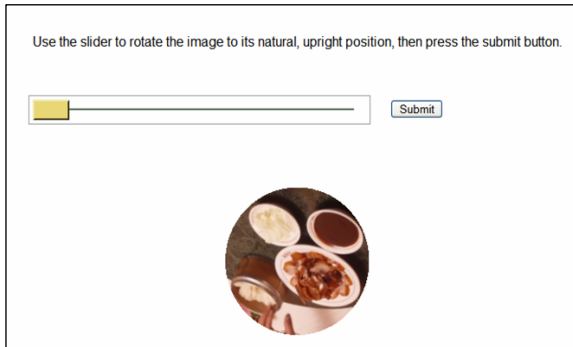 Use the slider to rotate the image to its natural, upright position, then press the submit button.
Submit